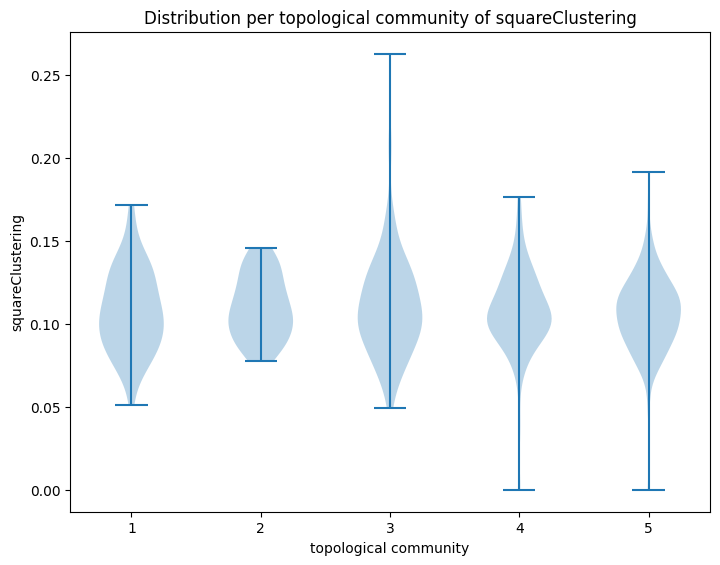 Distribution per topological community of squareClustering
0.25
0.20
0.15
0.10
0.05
0.00
squareClustering
1 2 3 4 5
topological community